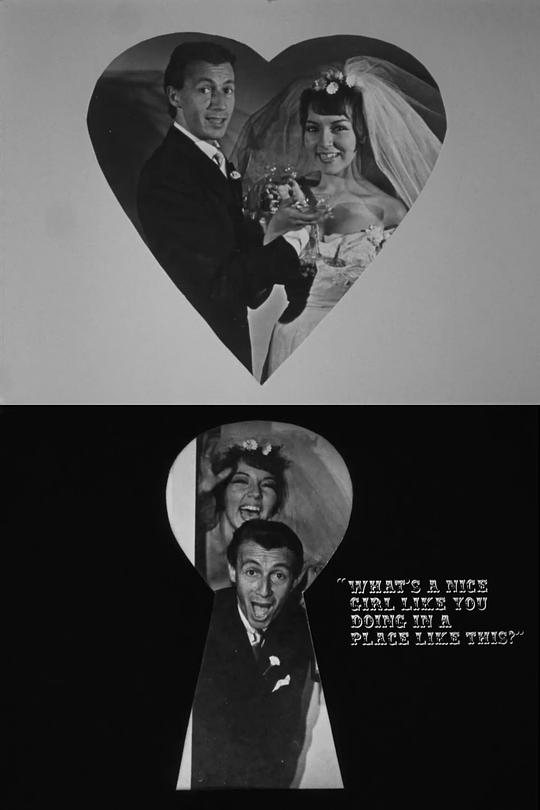 "WHAT'S A NICE
GIRL LIKE YOU
DOING IN A
PLACE LIKE THIS?"